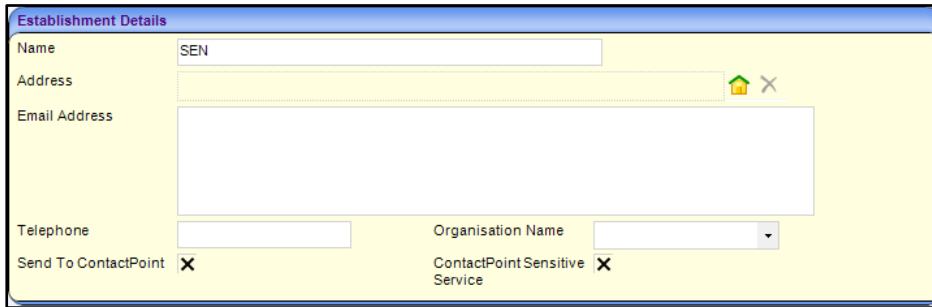 Establishment Details
Name SEN
Address
Email Address
Telephone Organisation Name
Send To ContactPoint ContactPoint Sensitive
Service